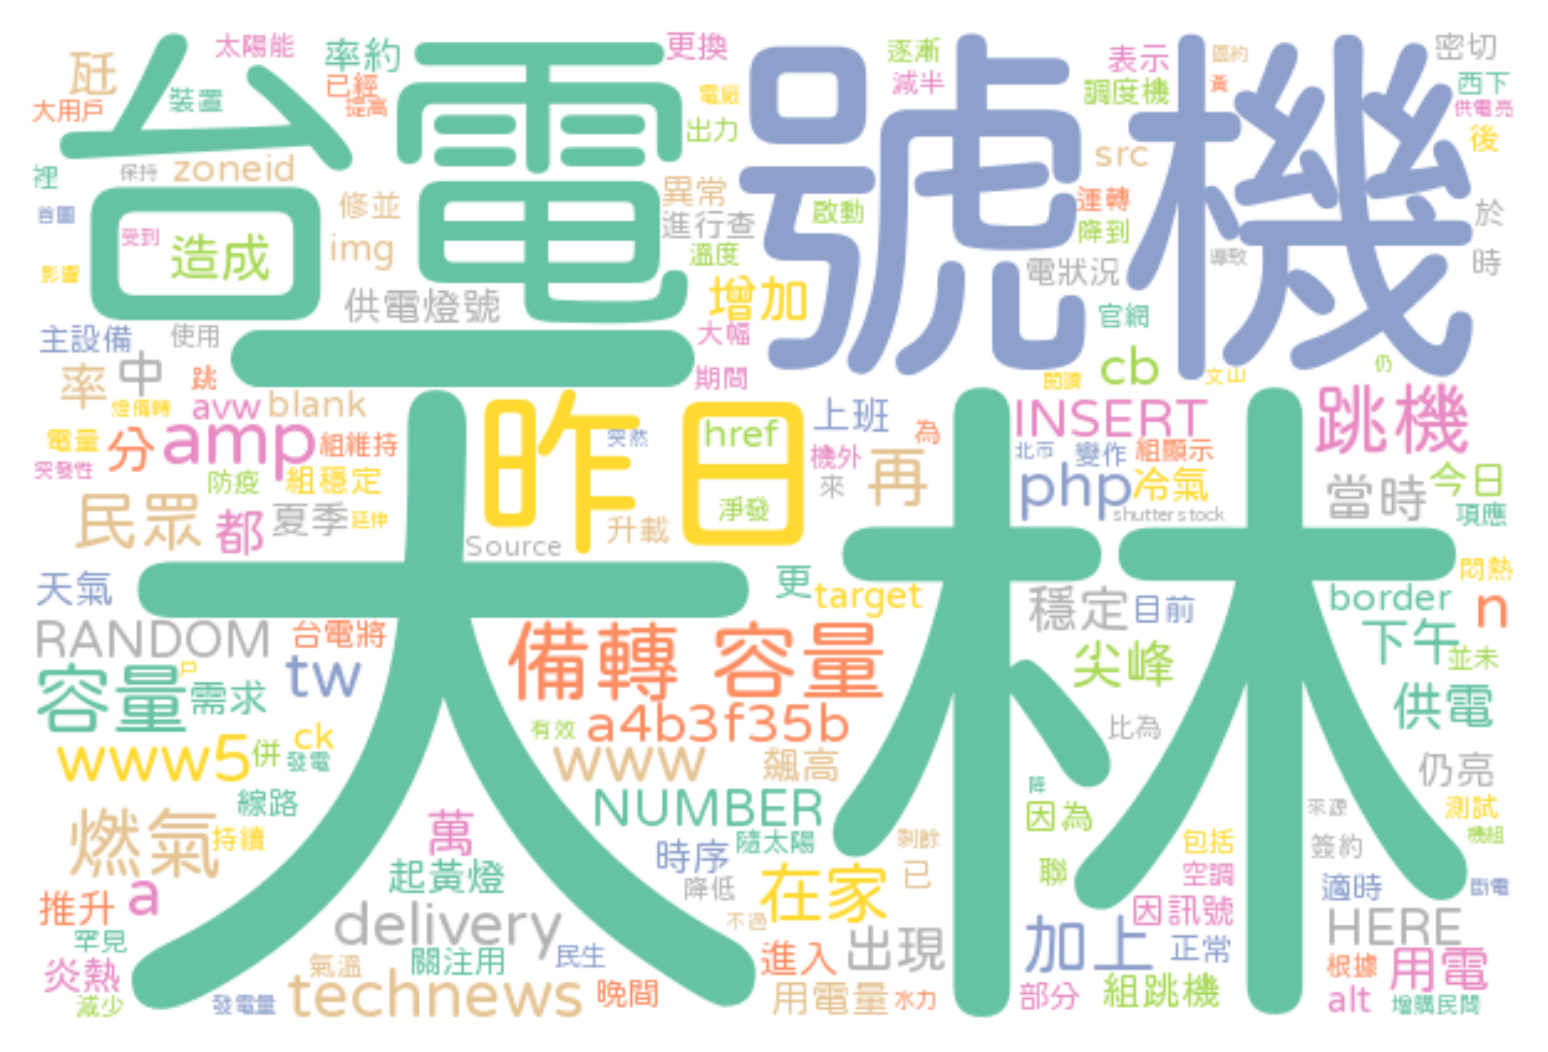 台電
號機
大林
昨日
太陽能
率約
更換
瓩
已經
提高
大用戶
裝置
電廠
出力
逐漸
減半
表示
調度機
區約
黃
密切
西下
供電亮
後
裡
保持
zoneid
修並
異常
進行查
啟動
src
運轉
降到
於
首圖
受到
造成
img
溫度
電狀況
導致
時
影響
供電燈號
增加
官網
主設備
使用
大幅
率
中
跳
期間
cb
閱讀
文山
仍
燈備轉
avw
blank
上班
INSERT
跳機
電量
分
amp
組維持
突然
href
機外
為
北市
變作
組顯示
突發性
防疫
組穩定
來
再
php
冷氣
當時
今日
民眾
都
夏季
延伸
淨發
升載
shutterstock
項應
Source
天氣
更
target
穩定
目前
悶熱
border
n
RANDOM
台電將
備轉 容量
尖峰
下午
並未
容量
戶
需求
tw
供電
有效
a4b3f35b
比為
www5
併
ck
發電
www
飆高
仍亮
線路
NUMBER
降
因為
來源
測試
燃氣
持續
萬
時序
隨太陽
剩餘
包括
簽約
機組
起黃燈
降低
在家
已
聯
空調
適時
斷電
推升
a
delivery
不過
因訊號
HERE
罕見
關注用
民生
進入
出現
加上
正常
根據
用電
炎熱
氣溫
減少
發電量
technews
晚間
用電量
水力
部分
組跳機
alt
增購民間